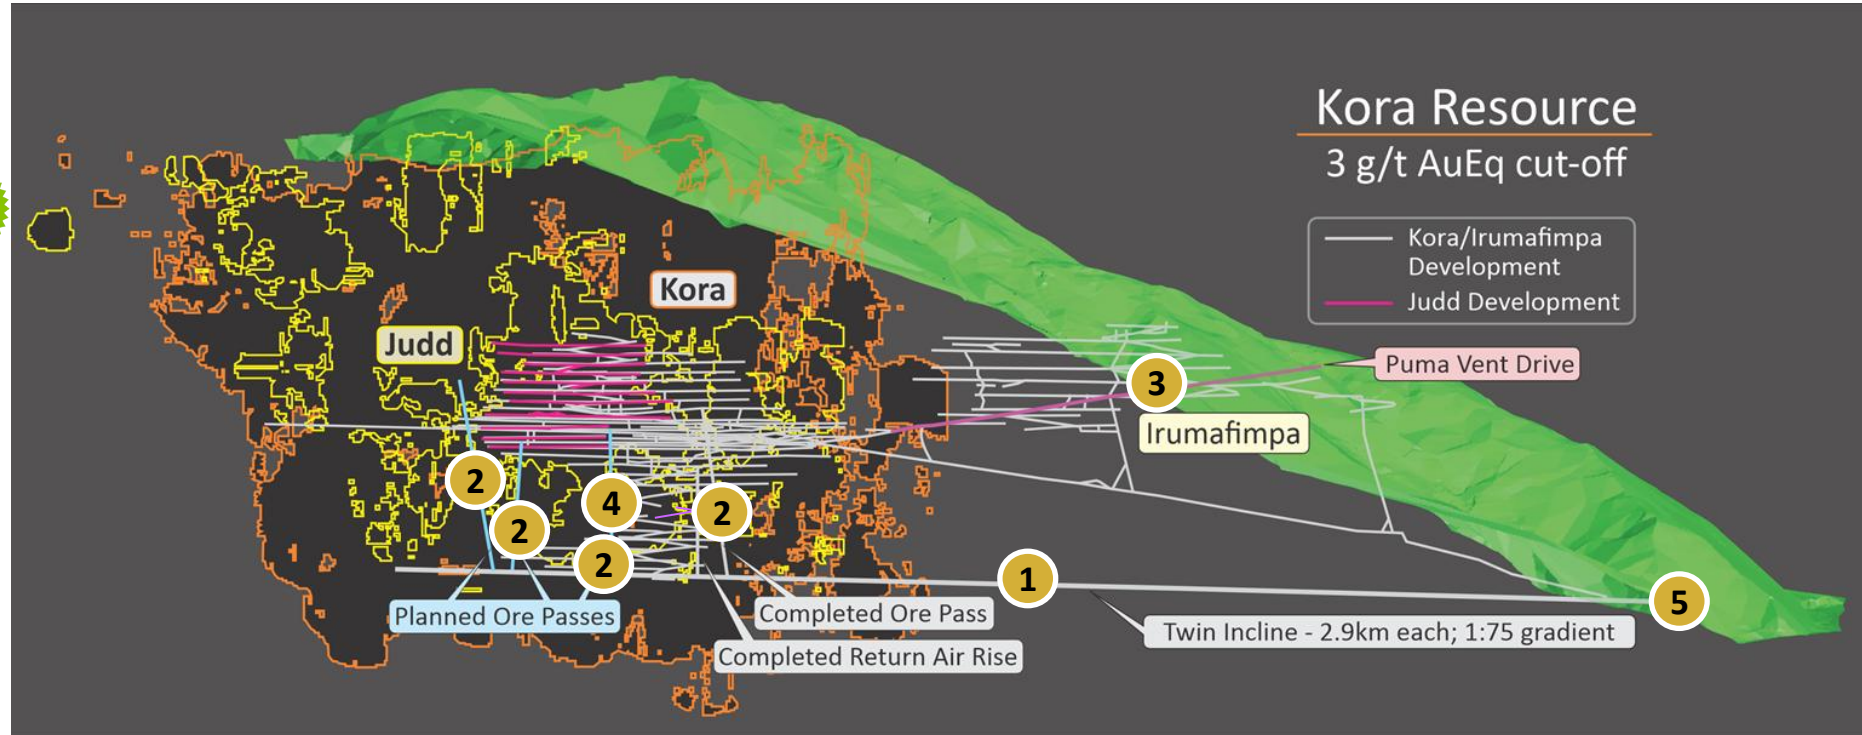 Kora Resource
3 g/t AuEq cut-off
Kora/Irumafimpa
Development
Judd Development
Kora
Judd
Puma Vent Drive
3
Irumafimpa
2
4
2
2
2
1
5
Planned Ore Passes
Completed Ore Pass
Twin Incline - 2.9km each; 1:75 gradient
Completed Return Air Rise